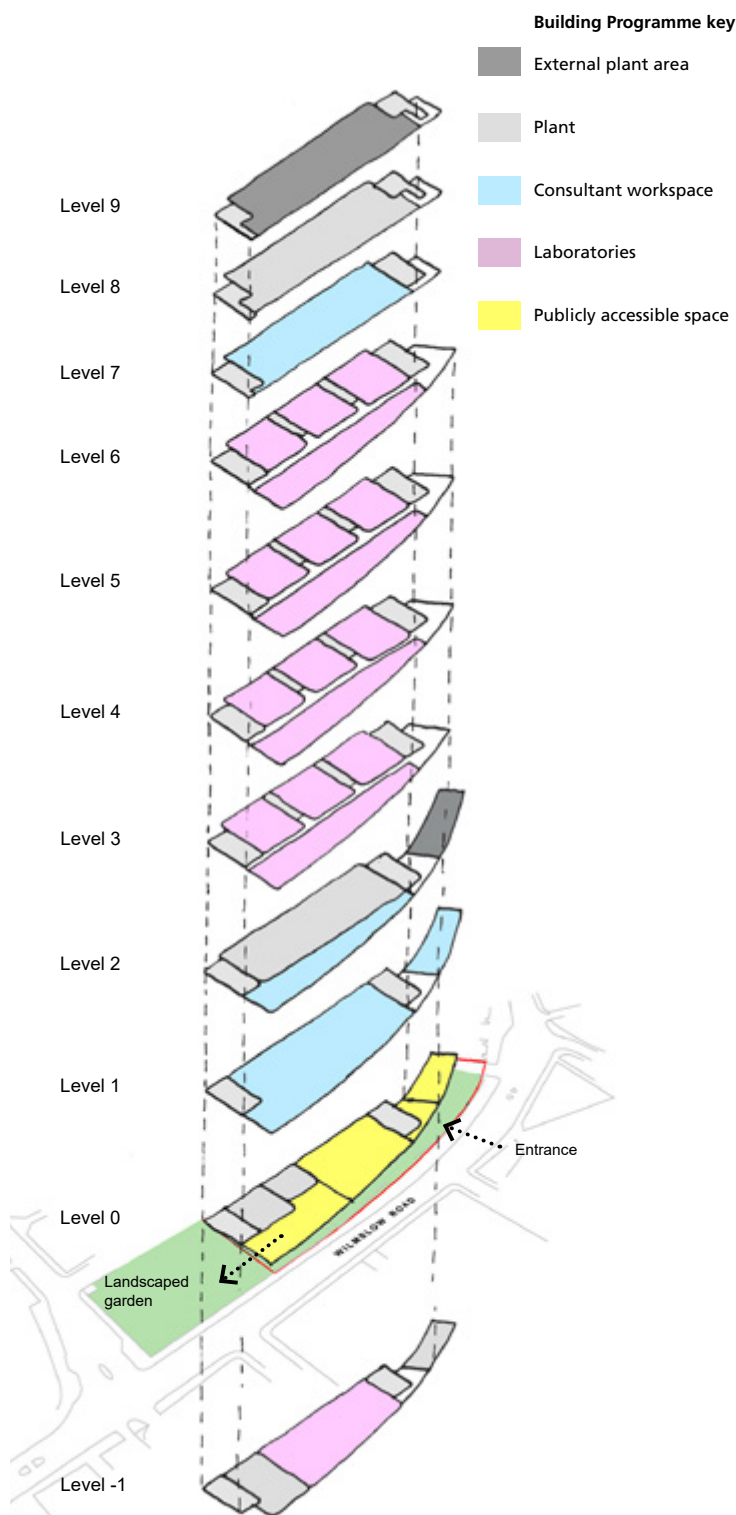 Building Programme key
External plant area
Plant
Consultant workspace
Laboratories
Publicly accessible space
Level 9
Level 8
Level 7
Level 6
Level 5
Level 4
Level 3
Level 2
Level 1
Entrance
Level 0
WILMSLOW ROAD
Landscaped
garden
Level -1